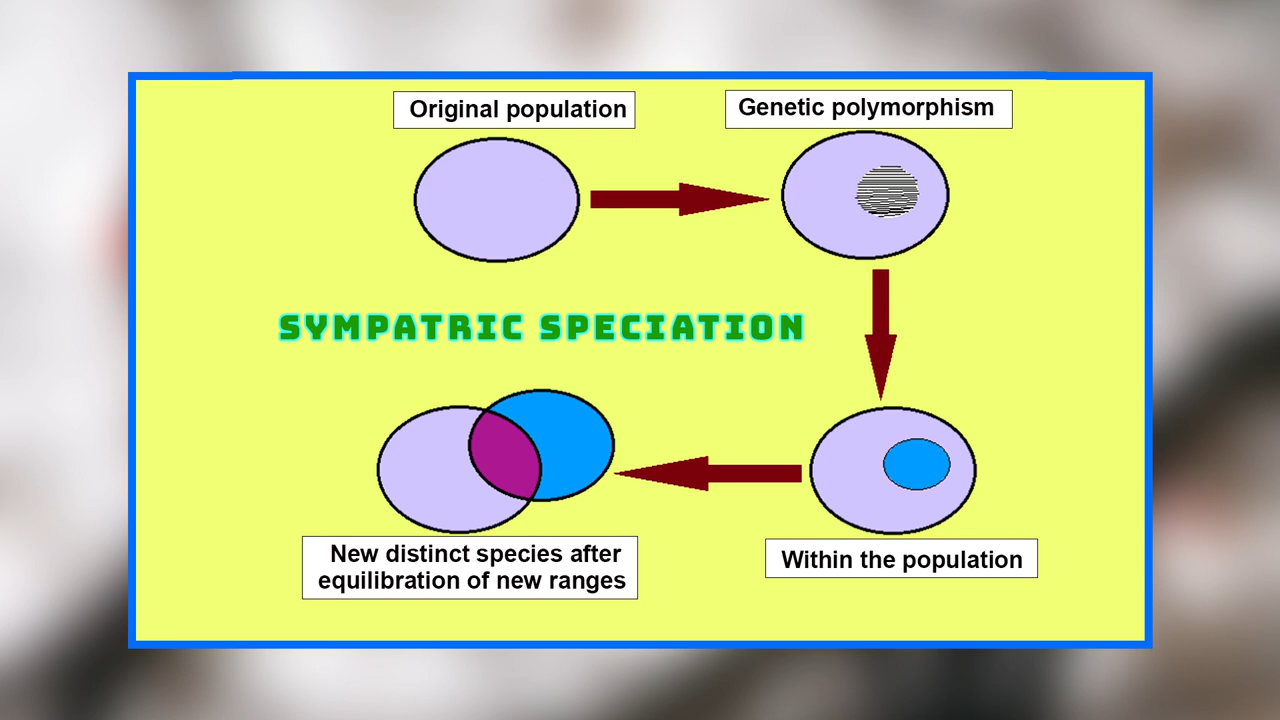 Original population
Genetic polymorphism
SYMPATRIC SPECIATION
New distinct species after
equilibration of new ranges
Within the population